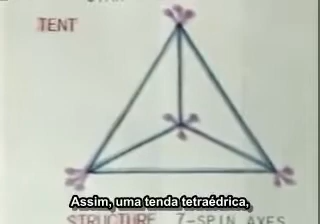 TENT
Assim, uma tenda tetraédrica,
STRUCTURE 7-SPIN AXES